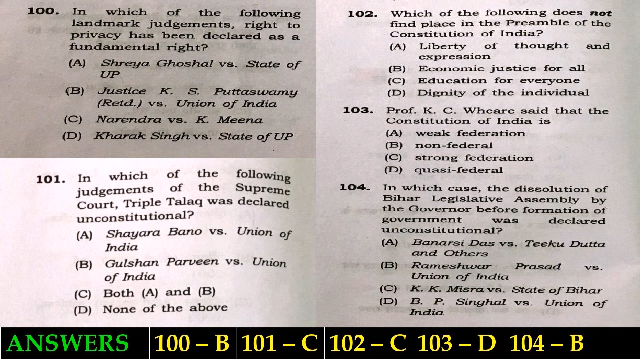 100. In which of the following
landmark judgements, right to
privacy has been declared as a
fundamental right?
(A) Shreya Ghoshal vs. State of
UP
(B) Justice K. S. Puttaswamy
(Retd.) vs. Union of India
(C) Narendra vs. K. Meena
(D) Kharak Singh vs. State of UP
101. In which of the following
judgements of the Supreme
Court, Triple Talaq was declared
unconstitutional?
(A) Shayara Bano vs. Union of
India
(B) Gulshan Parveen vs. Union
of India
(C) Both (A) and (B)
(D) None of the above
102. Which of the following does not
find place in the Preamble of the
Constitution of India?
(A) Liberty of thought and
expression
(B) Economic justice for all
(C) Education for everyone
(D) Dignity of the individual
103. Prof. K. C. Wheare said that the
Constitution of India is
(A) weak federation
(B) non-federal
(C) strong federation
(D) quasi-federal
104. In which case, the dissolution of
Bihar Legislative Assembly by
the Governor before formation of
government was declared
unconstitutional?
(A) Banarsi Das vs. Teeku Dutta
and Others
(B) Rameshwar Prasad vs.
Union of India
(C) K. K. Misra vs. State of Bihar
(D) B. P. Singhal vs. Union of
India
ANSWERS 100 – B 101 – C 102 – C 103 – D 104 – B